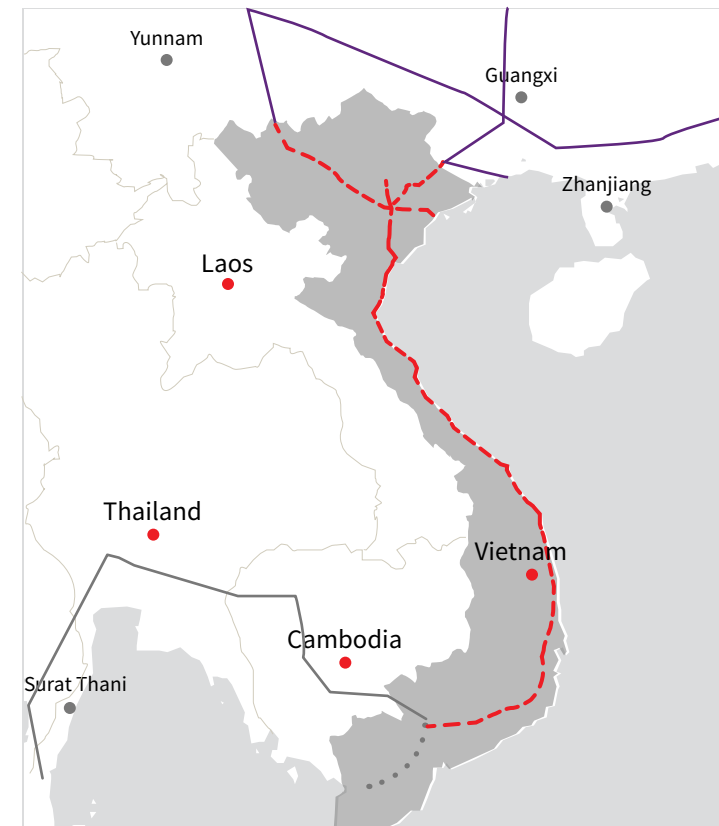 Yunnam
Guangxi
Zhanjiang
Laos
Thailand
Vietnam
Cambodia
Surat Thani